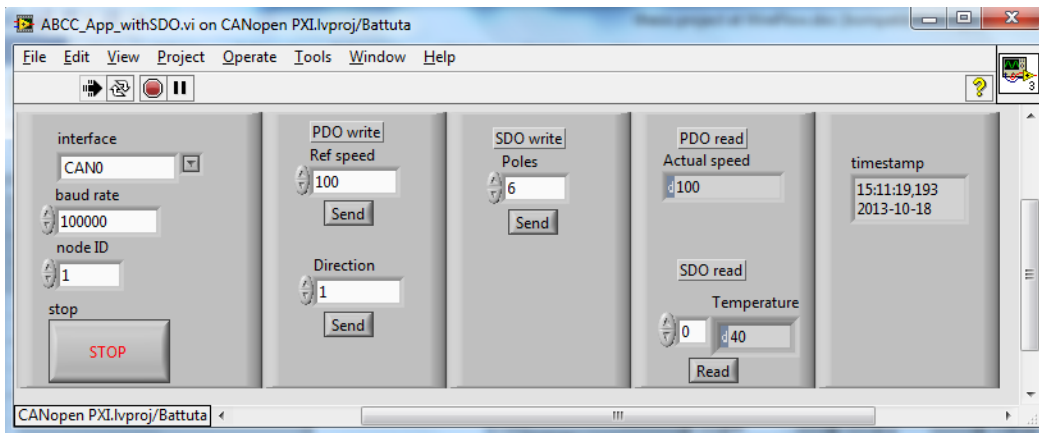 ABCC_App_withSDO.vi on CANopen PXI.lvproj/Battuta
File Edit View Project Operate Tools Window Help
3
interface
CAN0
baud rate
100000
node ID
1
stop
STOP
PDO write
Ref speed
100
Send
Direction
1
Send
SDO write
Poles
6
Send
PDO read
Actual speed
d 100
SDO read
Temperature
0
d 40
Read
timestamp
15:11:19,193
2013-10-18
CANopen PXI.lvproj/Battuta